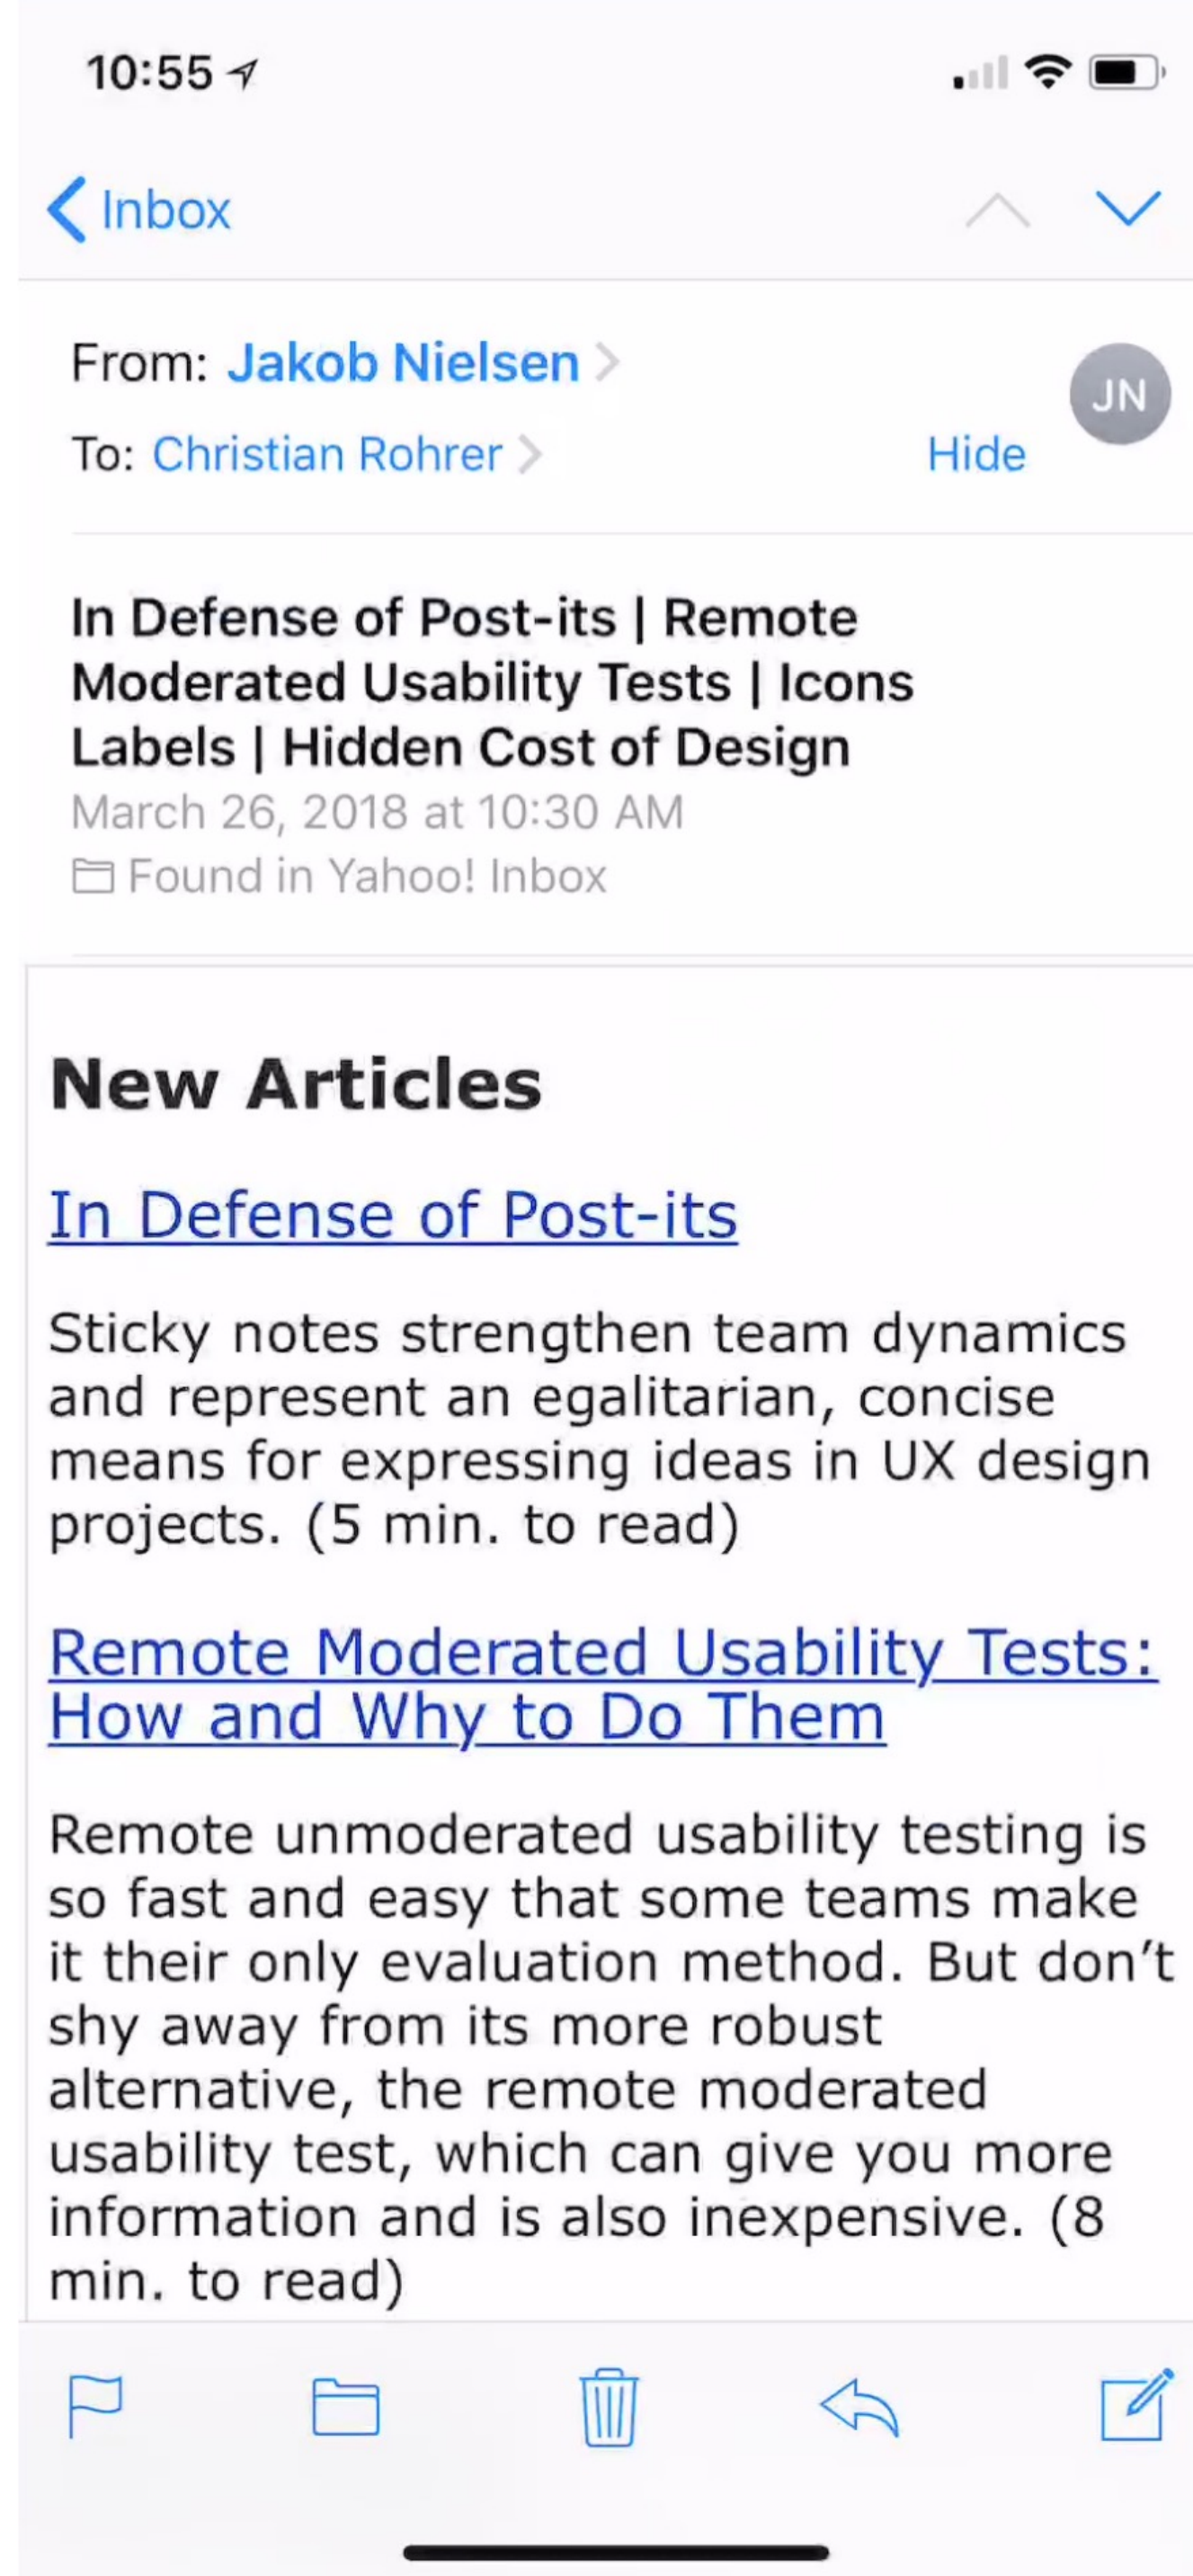 10:55
Inbox
From: Jakob Nielsen
JN
To: Christian Rohrer
Hide
In Defense of Post-its | Remote
Moderated Usability Tests | Icons
Labels | Hidden Cost of Design
March 26, 2018 at 10:30 AM
Found in Yahoo! Inbox
New Articles
In Defense of Post-its
Sticky notes strengthen team dynamics
and represent an egalitarian, concise
means for expressing ideas in UX design
projects. (5 min. to read)
Remote Moderated Usability Tests:
How and Why to Do Them
Remote unmoderated usability testing is
so fast and easy that some teams make
it their only evaluation method. But don’t
shy away from its more robust
alternative, the remote moderated
usability test, which can give you more
information and is also inexpensive. (8
min. to read)